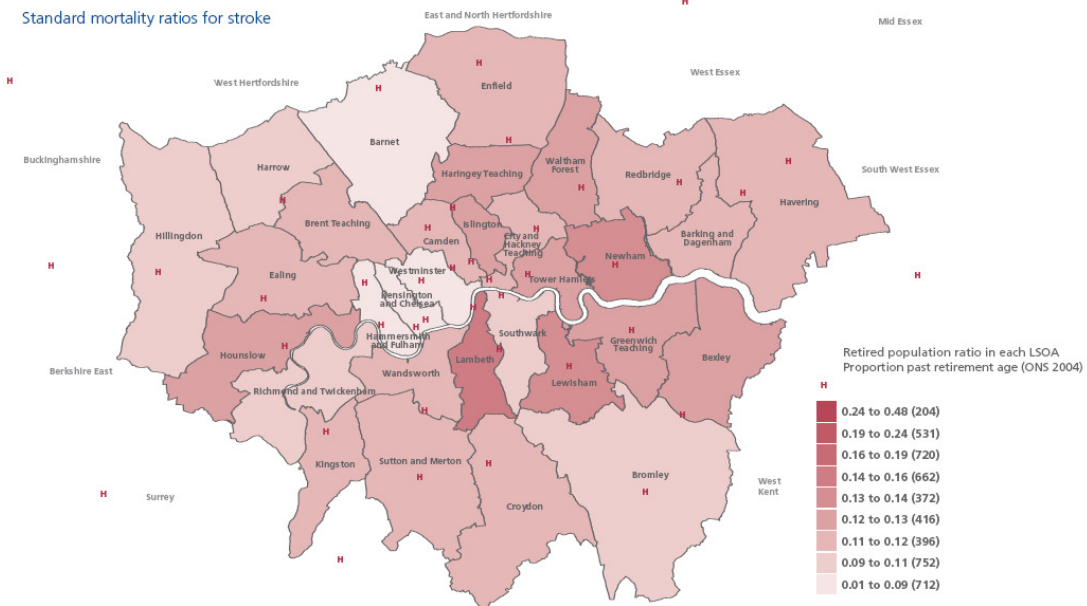 Standard mortality ratios for stroke
East and North Hertfordshire
Mid Essex
West Hertfordshire
West Essex
Buckinghamshire
South West Essex
Berkshire East
Surrey
West
Kent
H
H
H
H
H
H
H
Enfield
H
H
Barnet
H
Harrow
H
Haringey Teaching
Waltham
Forest
H
Redbridge
H
H
H
Havering
Hillingdon
H
Brent Teaching
H
Camden
H
H
Islington
H
City and
Hackney
Teaching
H
Barking and
Dagenham
Newham
H
Ealing
H
Westminster
H
H
Kensington
and Chelsea
H
H
H
Tower Hamlets
H
H
H
Hammersmith
and Fulham
H
H
H
Southwark
Hounslow
H
Lambeth
H
Greenwich
Teaching
H
Bexley
Lewisham
H
Wandsworth
H
Richmond and Twickenham
Kingston
H
Sutton and Merton
H
Croydon
H
Bromley
H
H
Retired population ratio in each LSOA
Proportion past retirement age (ONS 2004)
H
0.24 to 0.48 (204)
0.19 to 0.24 (531)
0.16 to 0.19 (720)
0.14 to 0.16 (662)
0.13 to 0.14 (372)
0.12 to 0.13 (416)
0.11 to 0.12 (396)
0.09 to 0.11 (752)
0.01 to 0.09 (712)